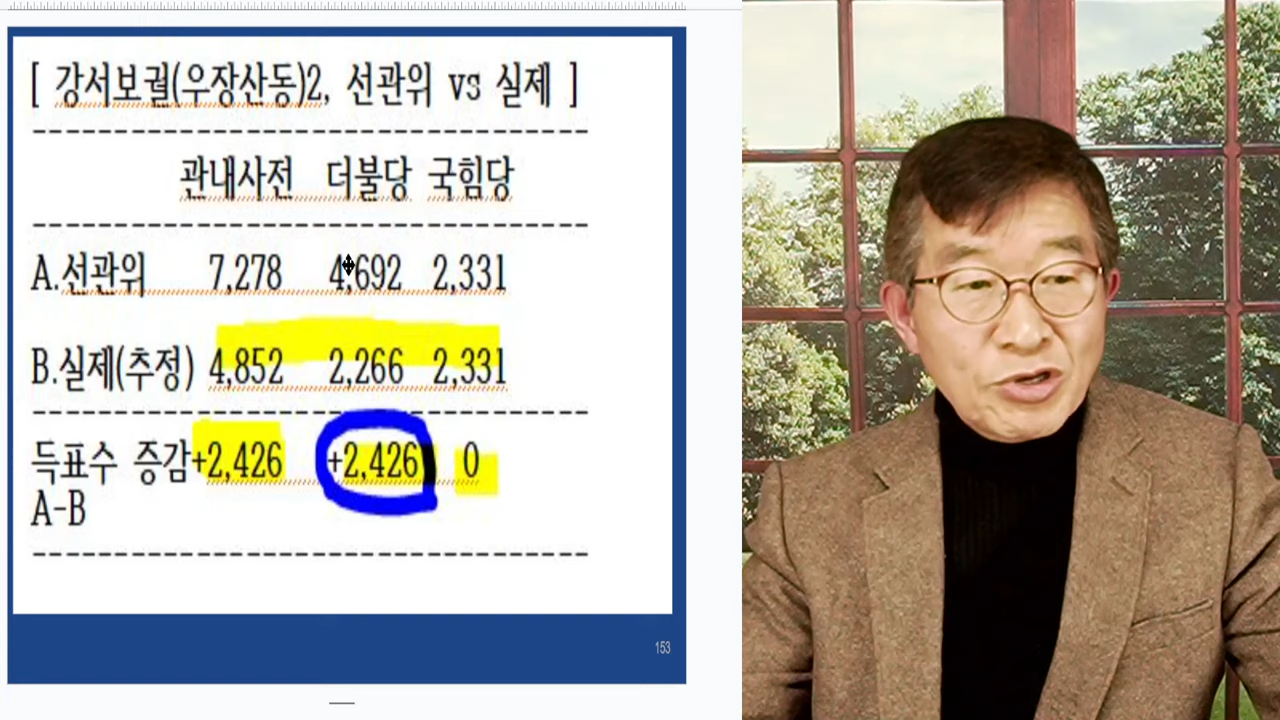 [ 강서보궐(우장산동)2, 선관위 vs 실제 ]
관내사전 더불당 국힘당
A.선관위 7,278 4,692 2,331
B.실제(추정) 4,852 2,266 2,331
득표수 증감+2,426 +2,426 0
A-B
153